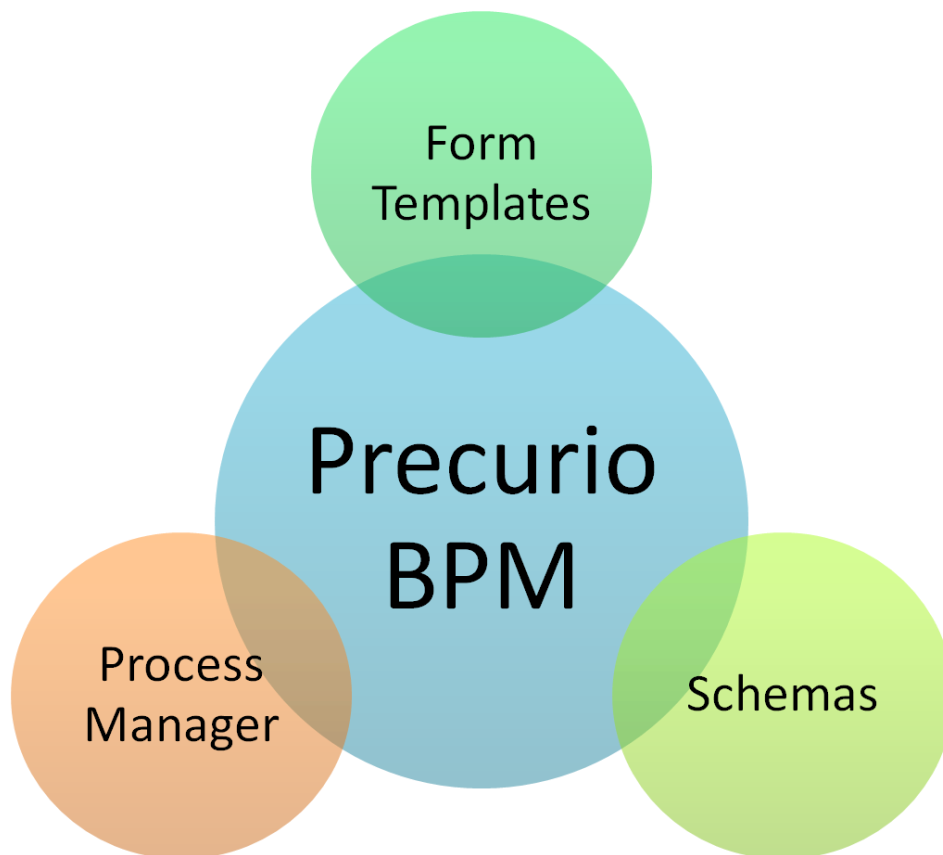 Form
Templates
Precurio
BPM
Process
Manager
Schemas